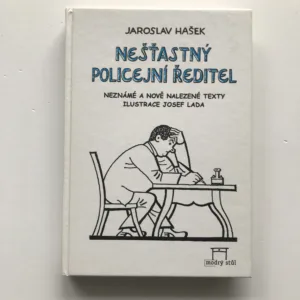 JAROSLAV HAŠEK
NEŠŤASTNÝ
POLICEJNÍ ŘEDITEL
NEZNÁMÉ A NOVĚ NALEZENÉ TEXTY
ILUSTRACE JOSEF LADA
modrý stůl